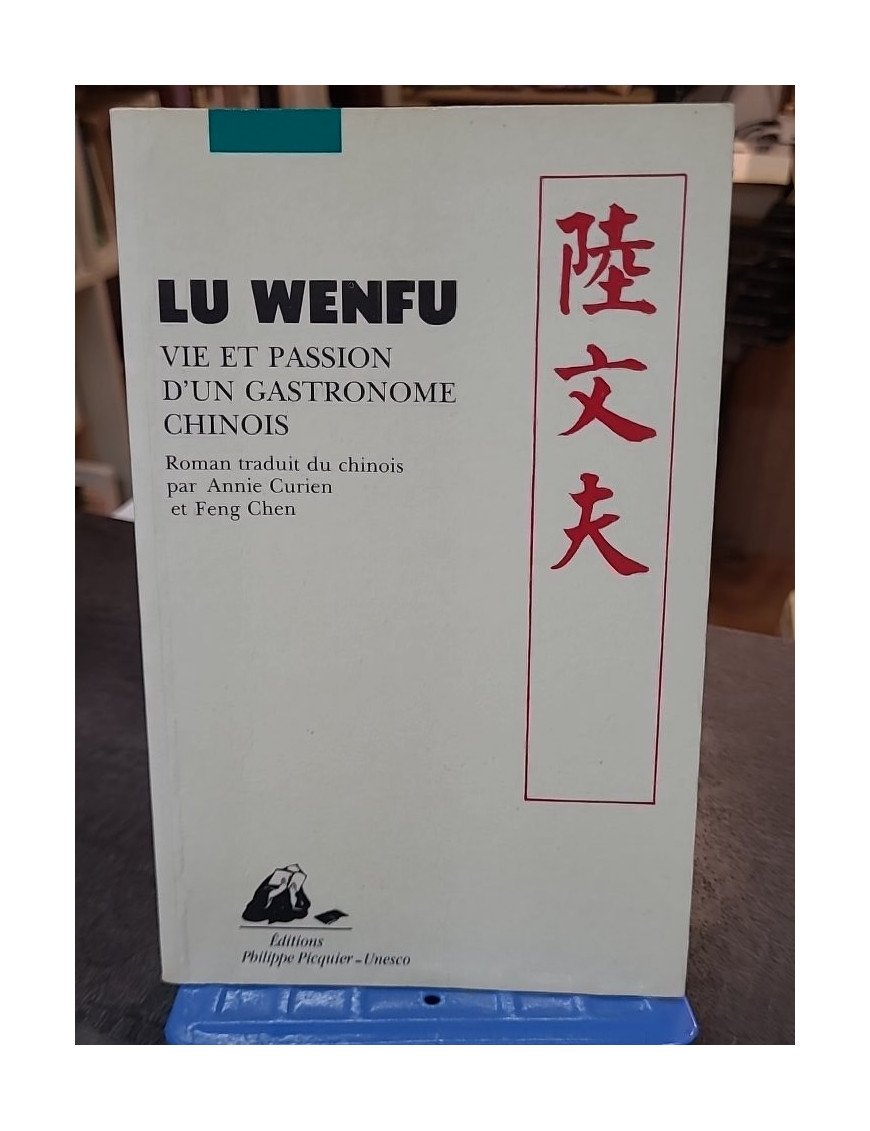 LU WENFU
VIE ET PASSION
D'UN GASTRONOME
CHINOIS
Roman traduit du chinois
par Annie Curien
et Feng Chen
陸文夫
Éditions
Philippe Picquier – Unesco